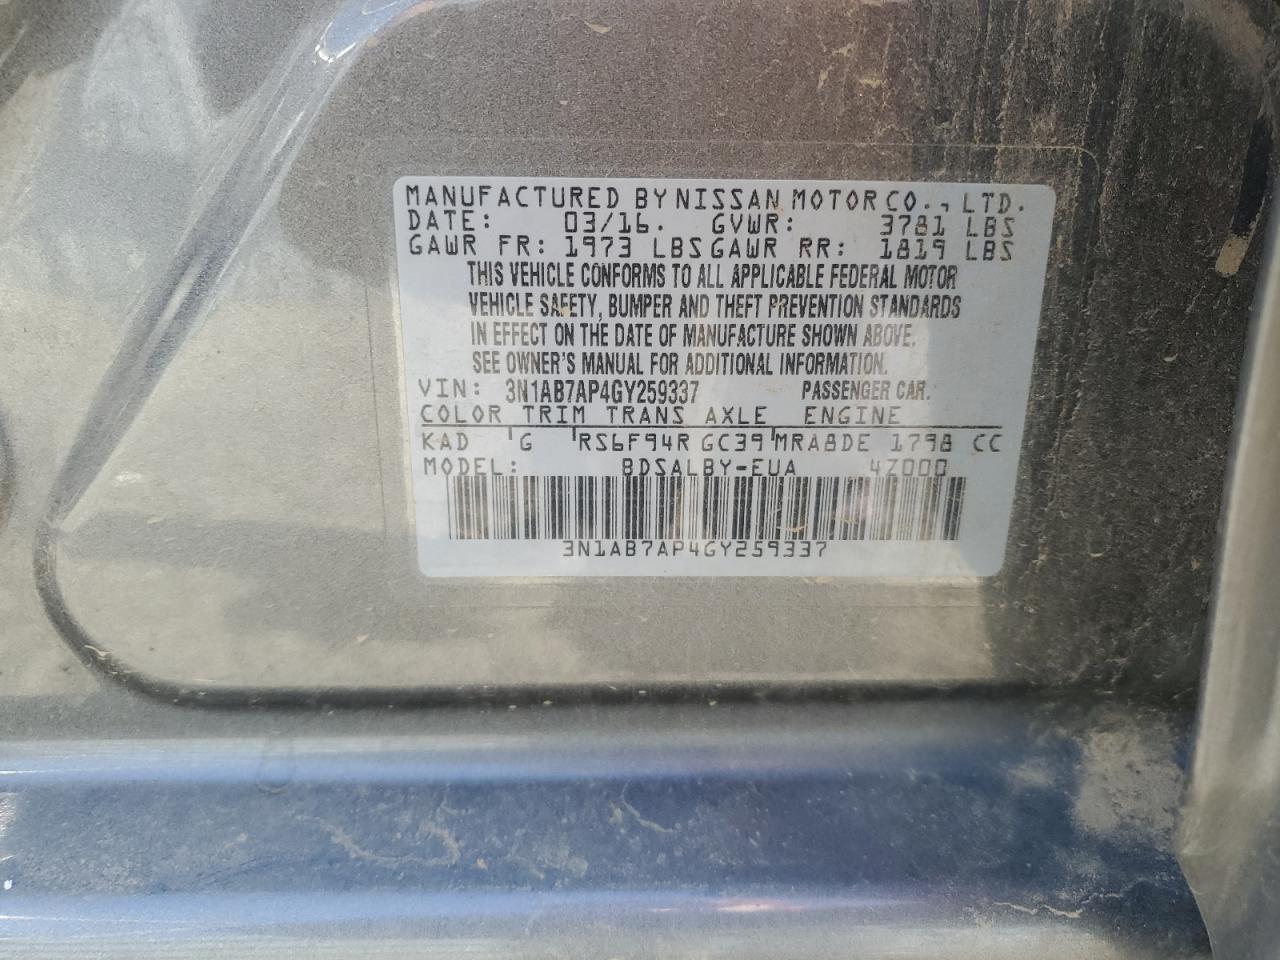 MANUFACTURED BY NISSAN MOTOR CO., LTD.
DATE: 03/16. GVWR: 3781 LBS
GAWR FR: 1973 LBS GAWR RR: 1819 LBS
THIS VEHICLE CONFORMS TO ALL APPLICABLE FEDERAL MOTOR
VEHICLE SAFETY, BUMPER AND THEFT PREVENTION STANDARDS
IN EFFECT ON THE DATE OF MANUFACTURE SHOWN ABOVE.
SEE OWNER'S MANUAL FOR ADDITIONAL INFORMATION.
VIN: 3N1AB7AP4GY259337 PASSENGER CAR.
COLOR TRIM TRANS AXLE ENGINE
KAD G RS6F94R GC39 MRA8DE 1798 CC
MODEL: BDSALBY-EUA 4Z000
3N1AB7AP4GY259337